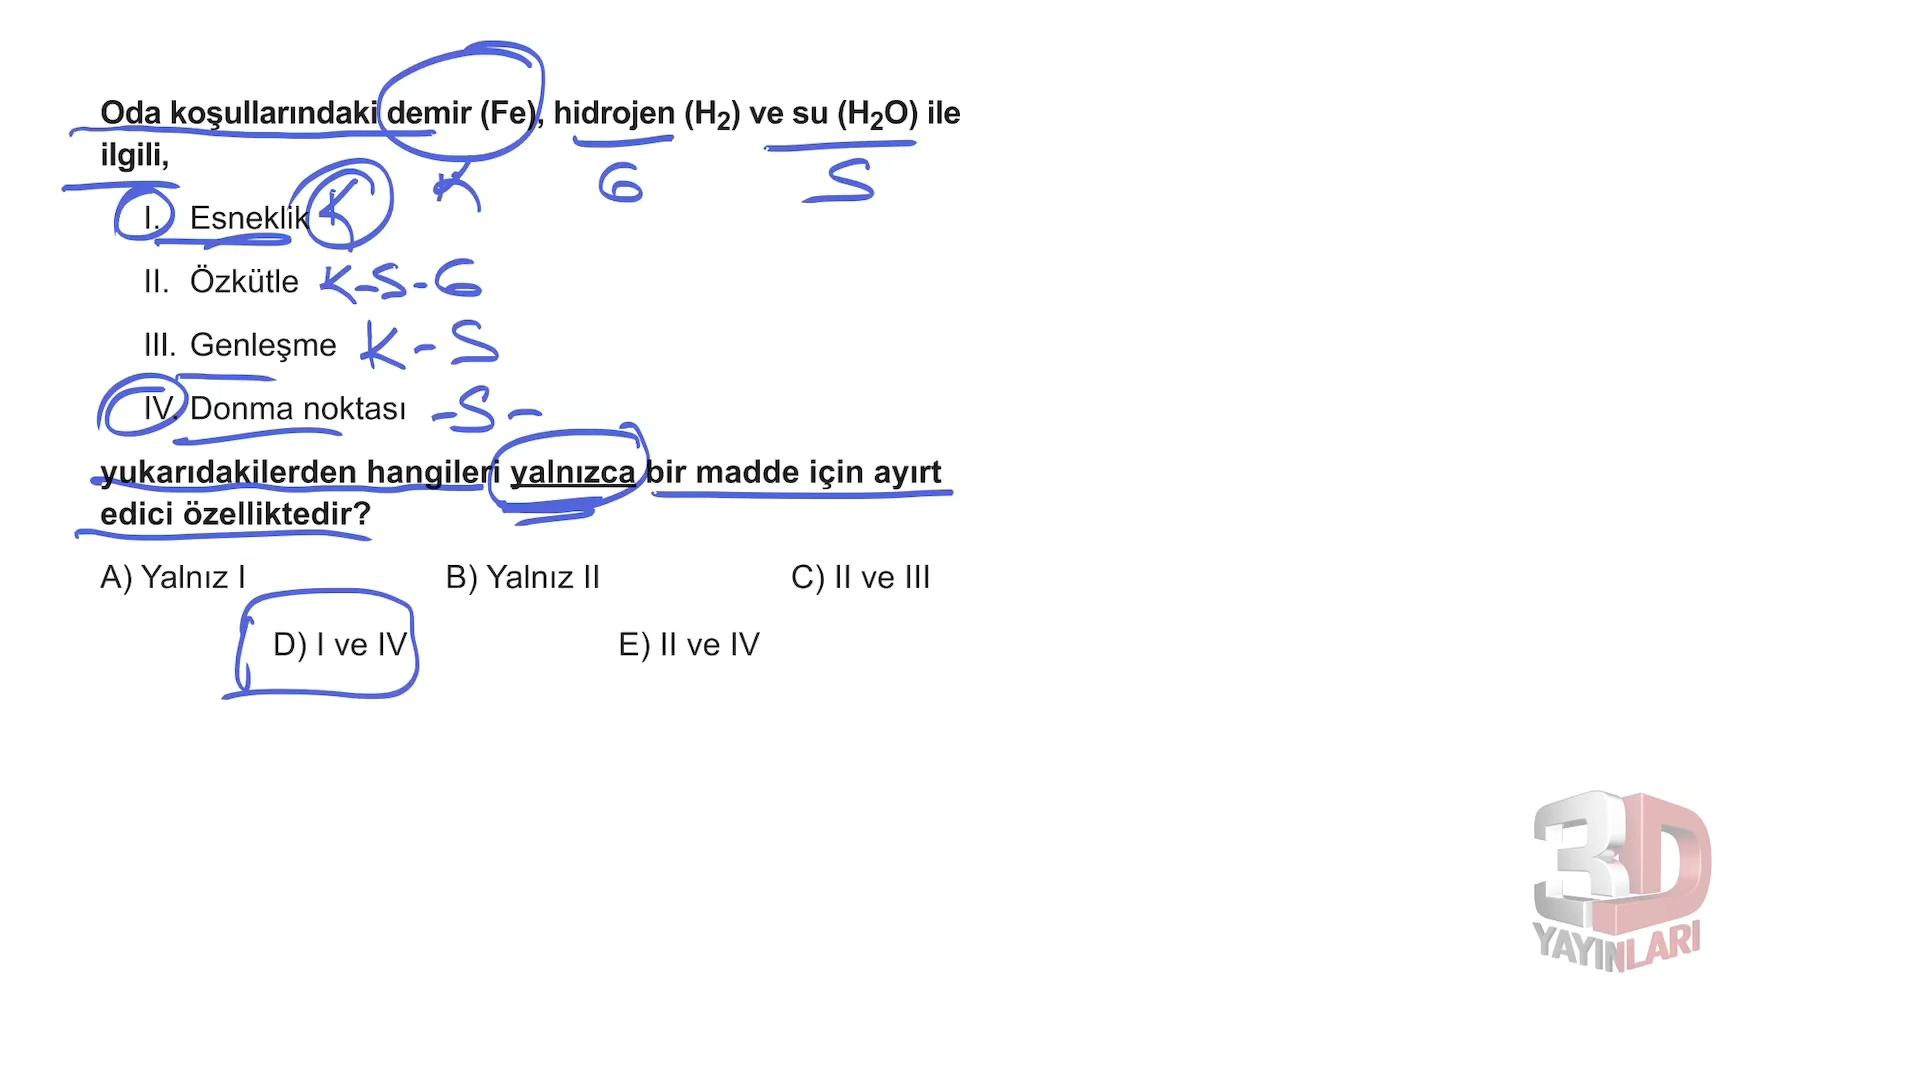 Oda koşullarındaki demir (Fe), hidrojen (H₂) ve su (H₂O) ile
ilgili,
K G S
I. Esneklik K
II. Özkütle K-S-G
III. Genleşme K-S
IV. Donma noktası -S-
yukarıdakilerden hangileri yalnızca bir madde için ayırt
edici özelliktedir?
A) Yalnız I B) Yalnız II C) II ve III
D) I ve IV E) II ve IV
3D
YAYINLARI